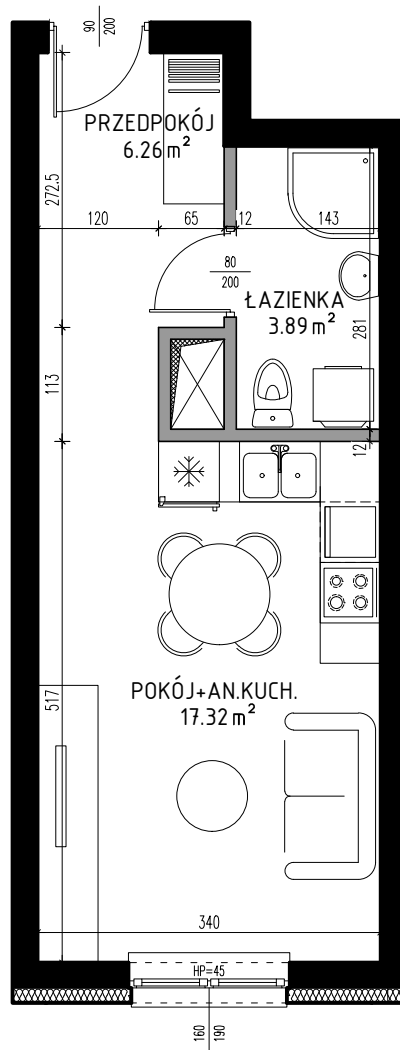 90
200
PRZEDPOKÓJ
6.26 m²
272.5
120
65
12
143
80
200
ŁAZIENKA
3.89 m²
281
113
12
POKÓJ+AN.KUCH.
17.32 m²
517
340
HP=45
160
190